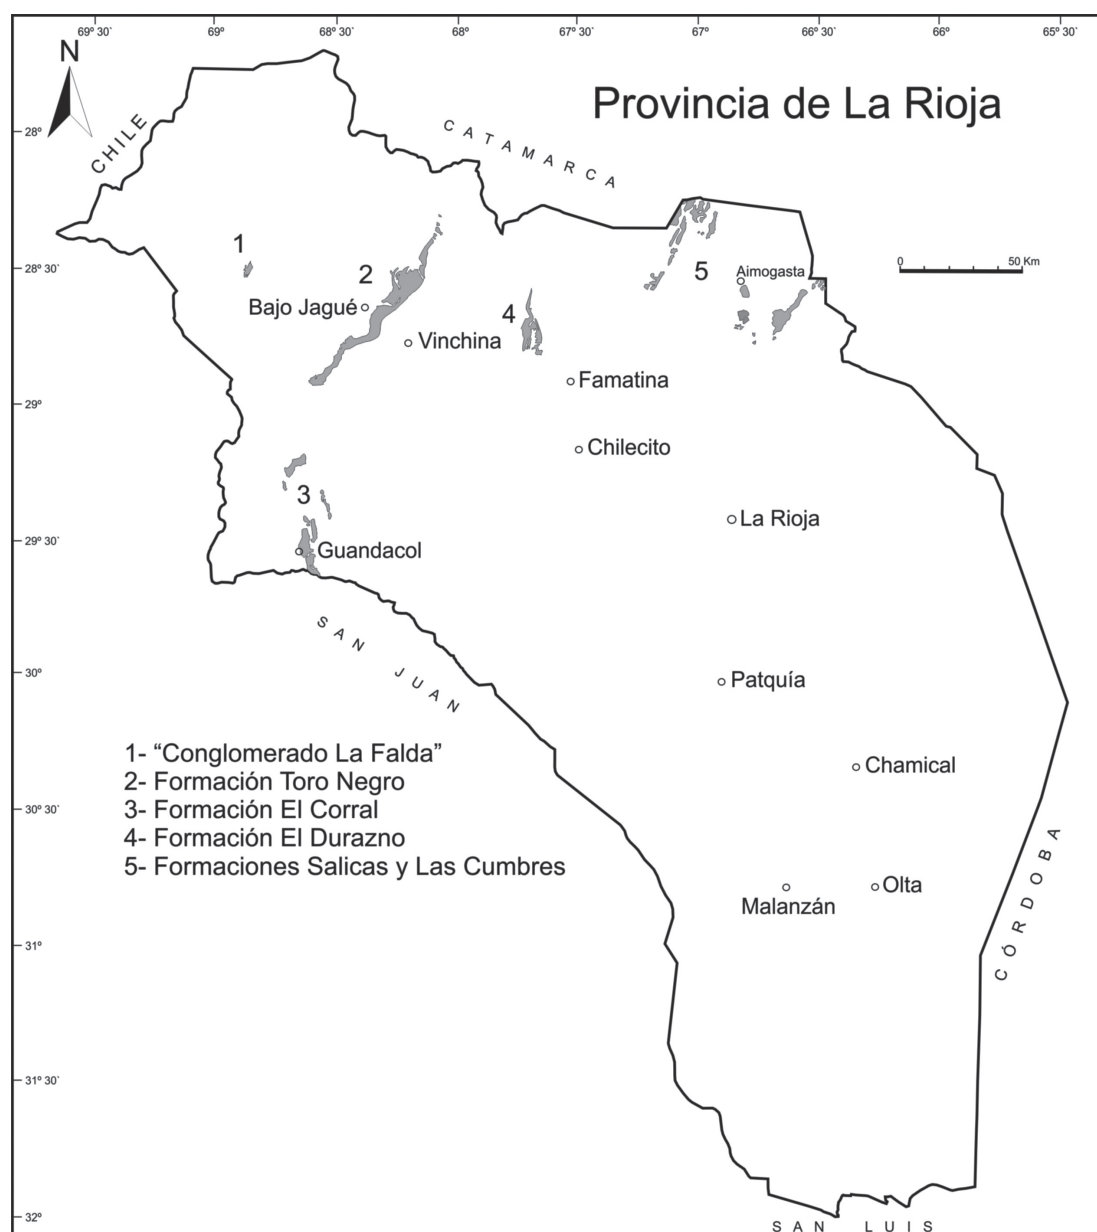 69º 30`
69º
68º 30`
68º
67º 30`
67º
66º 30`
66º
65º 30`
N
Provincia de La Rioja
CHILE
CATAMARCA
28º
28º 30`
29º
29º 30`
30º
30º 30`
31º
31º 30`
32º
1
2
Bajo Jagué
Vinchina
4
5
Aimogasta
0 50 Km
Famatina
Chilecito
3
La Rioja
Guandacol
SAN JUAN
Patquía
1- “Conglomerado La Falda”
2- Formación Toro Negro
3- Formación El Corral
4- Formación El Durazno
5- Formaciones Salicas y Las Cumbres
Chamical
Olta
Malanzán
CÓRDOBA
SAN LUIS